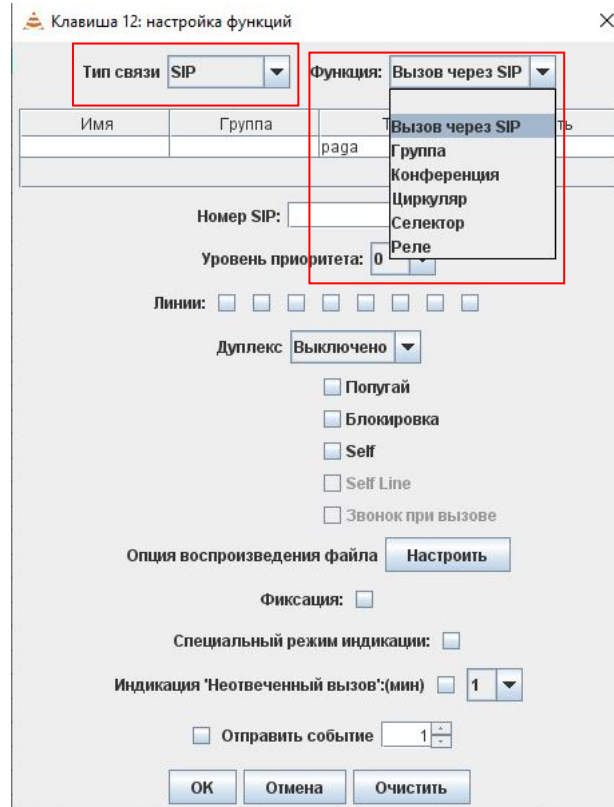 Клавиша 12: настройка функций
Тип связи SIP Функция: Вызов через SIP
Имя Группа
Вызов через SIP
paga Группа
Конференция
Циркуляр
Номер SIP: Селектор
Уровень приоритета: 0 Реле
Линии:
Дуплекс Выключено
Попугай
Блокировка
Self
Self Line
Звонок при вызове
Опция воспроизведения файла Настроить
Фиксация:
Специальный режим индикации:
Индикация 'Неотвеченный вызов':(мин) 1
Отправить событие 1
ОК Отмена Очистить